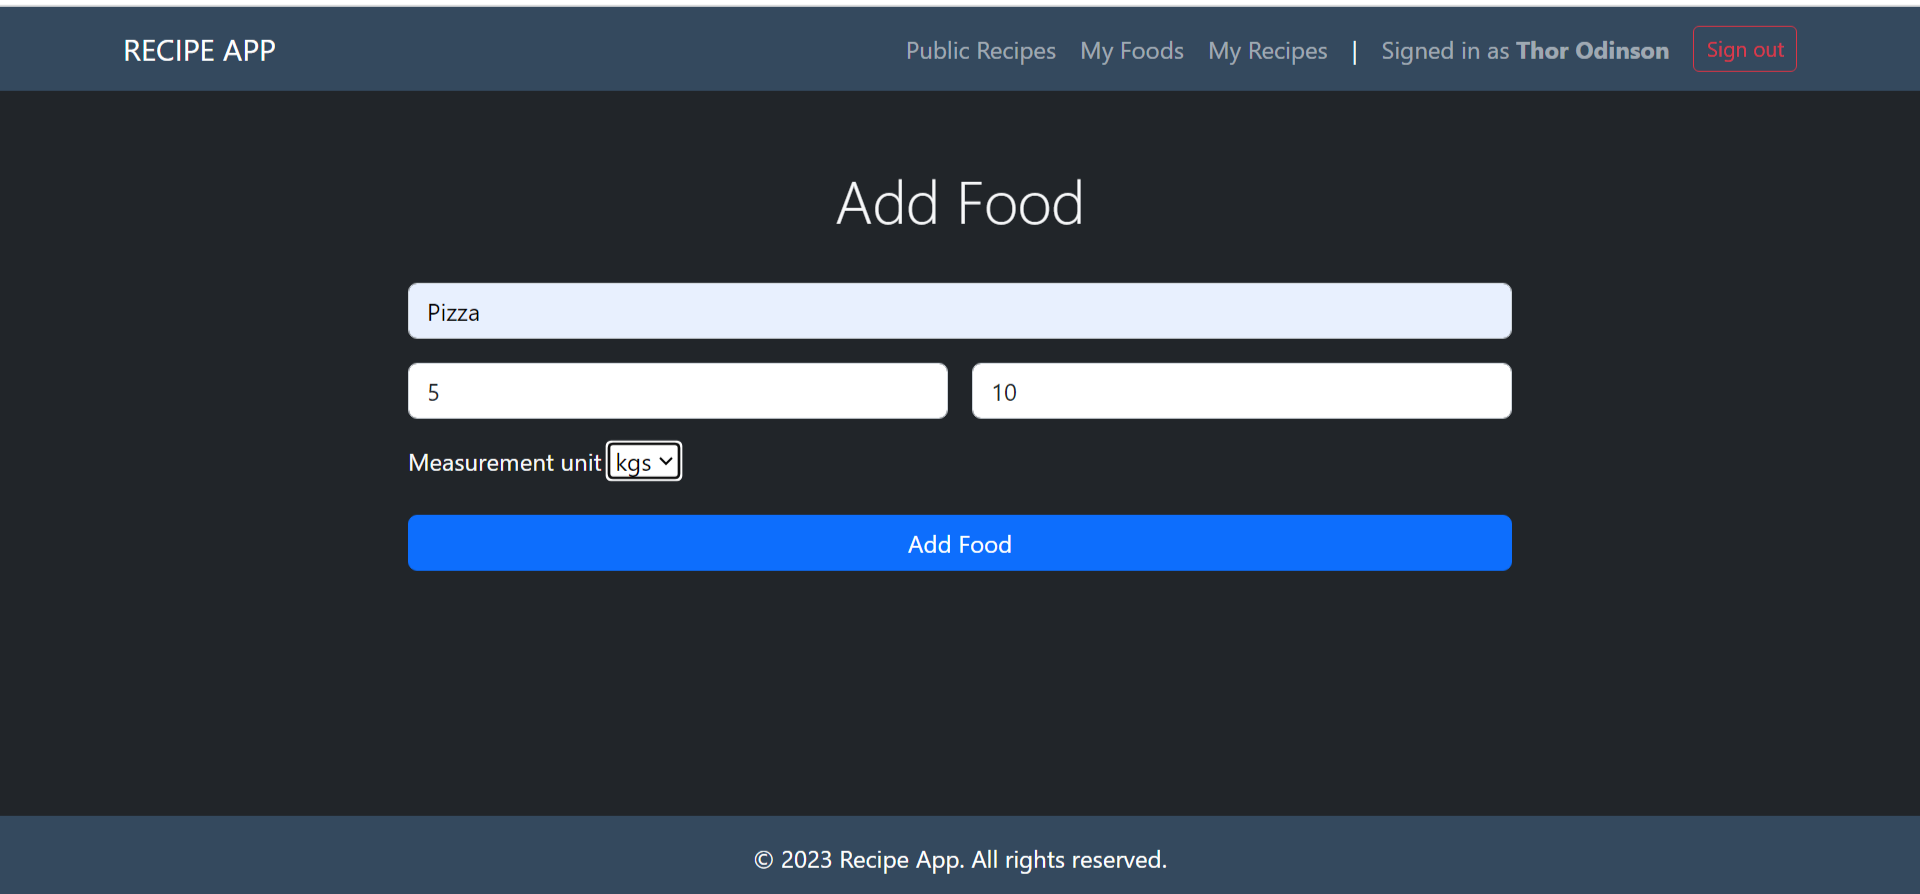 RECIPE APP Public Recipes My Foods My Recipes | Signed in as Thor Odinson Sign out
Add Food
Pizza
5 10
Measurement unit kgs
Add Food
© 2023 Recipe App. All rights reserved.